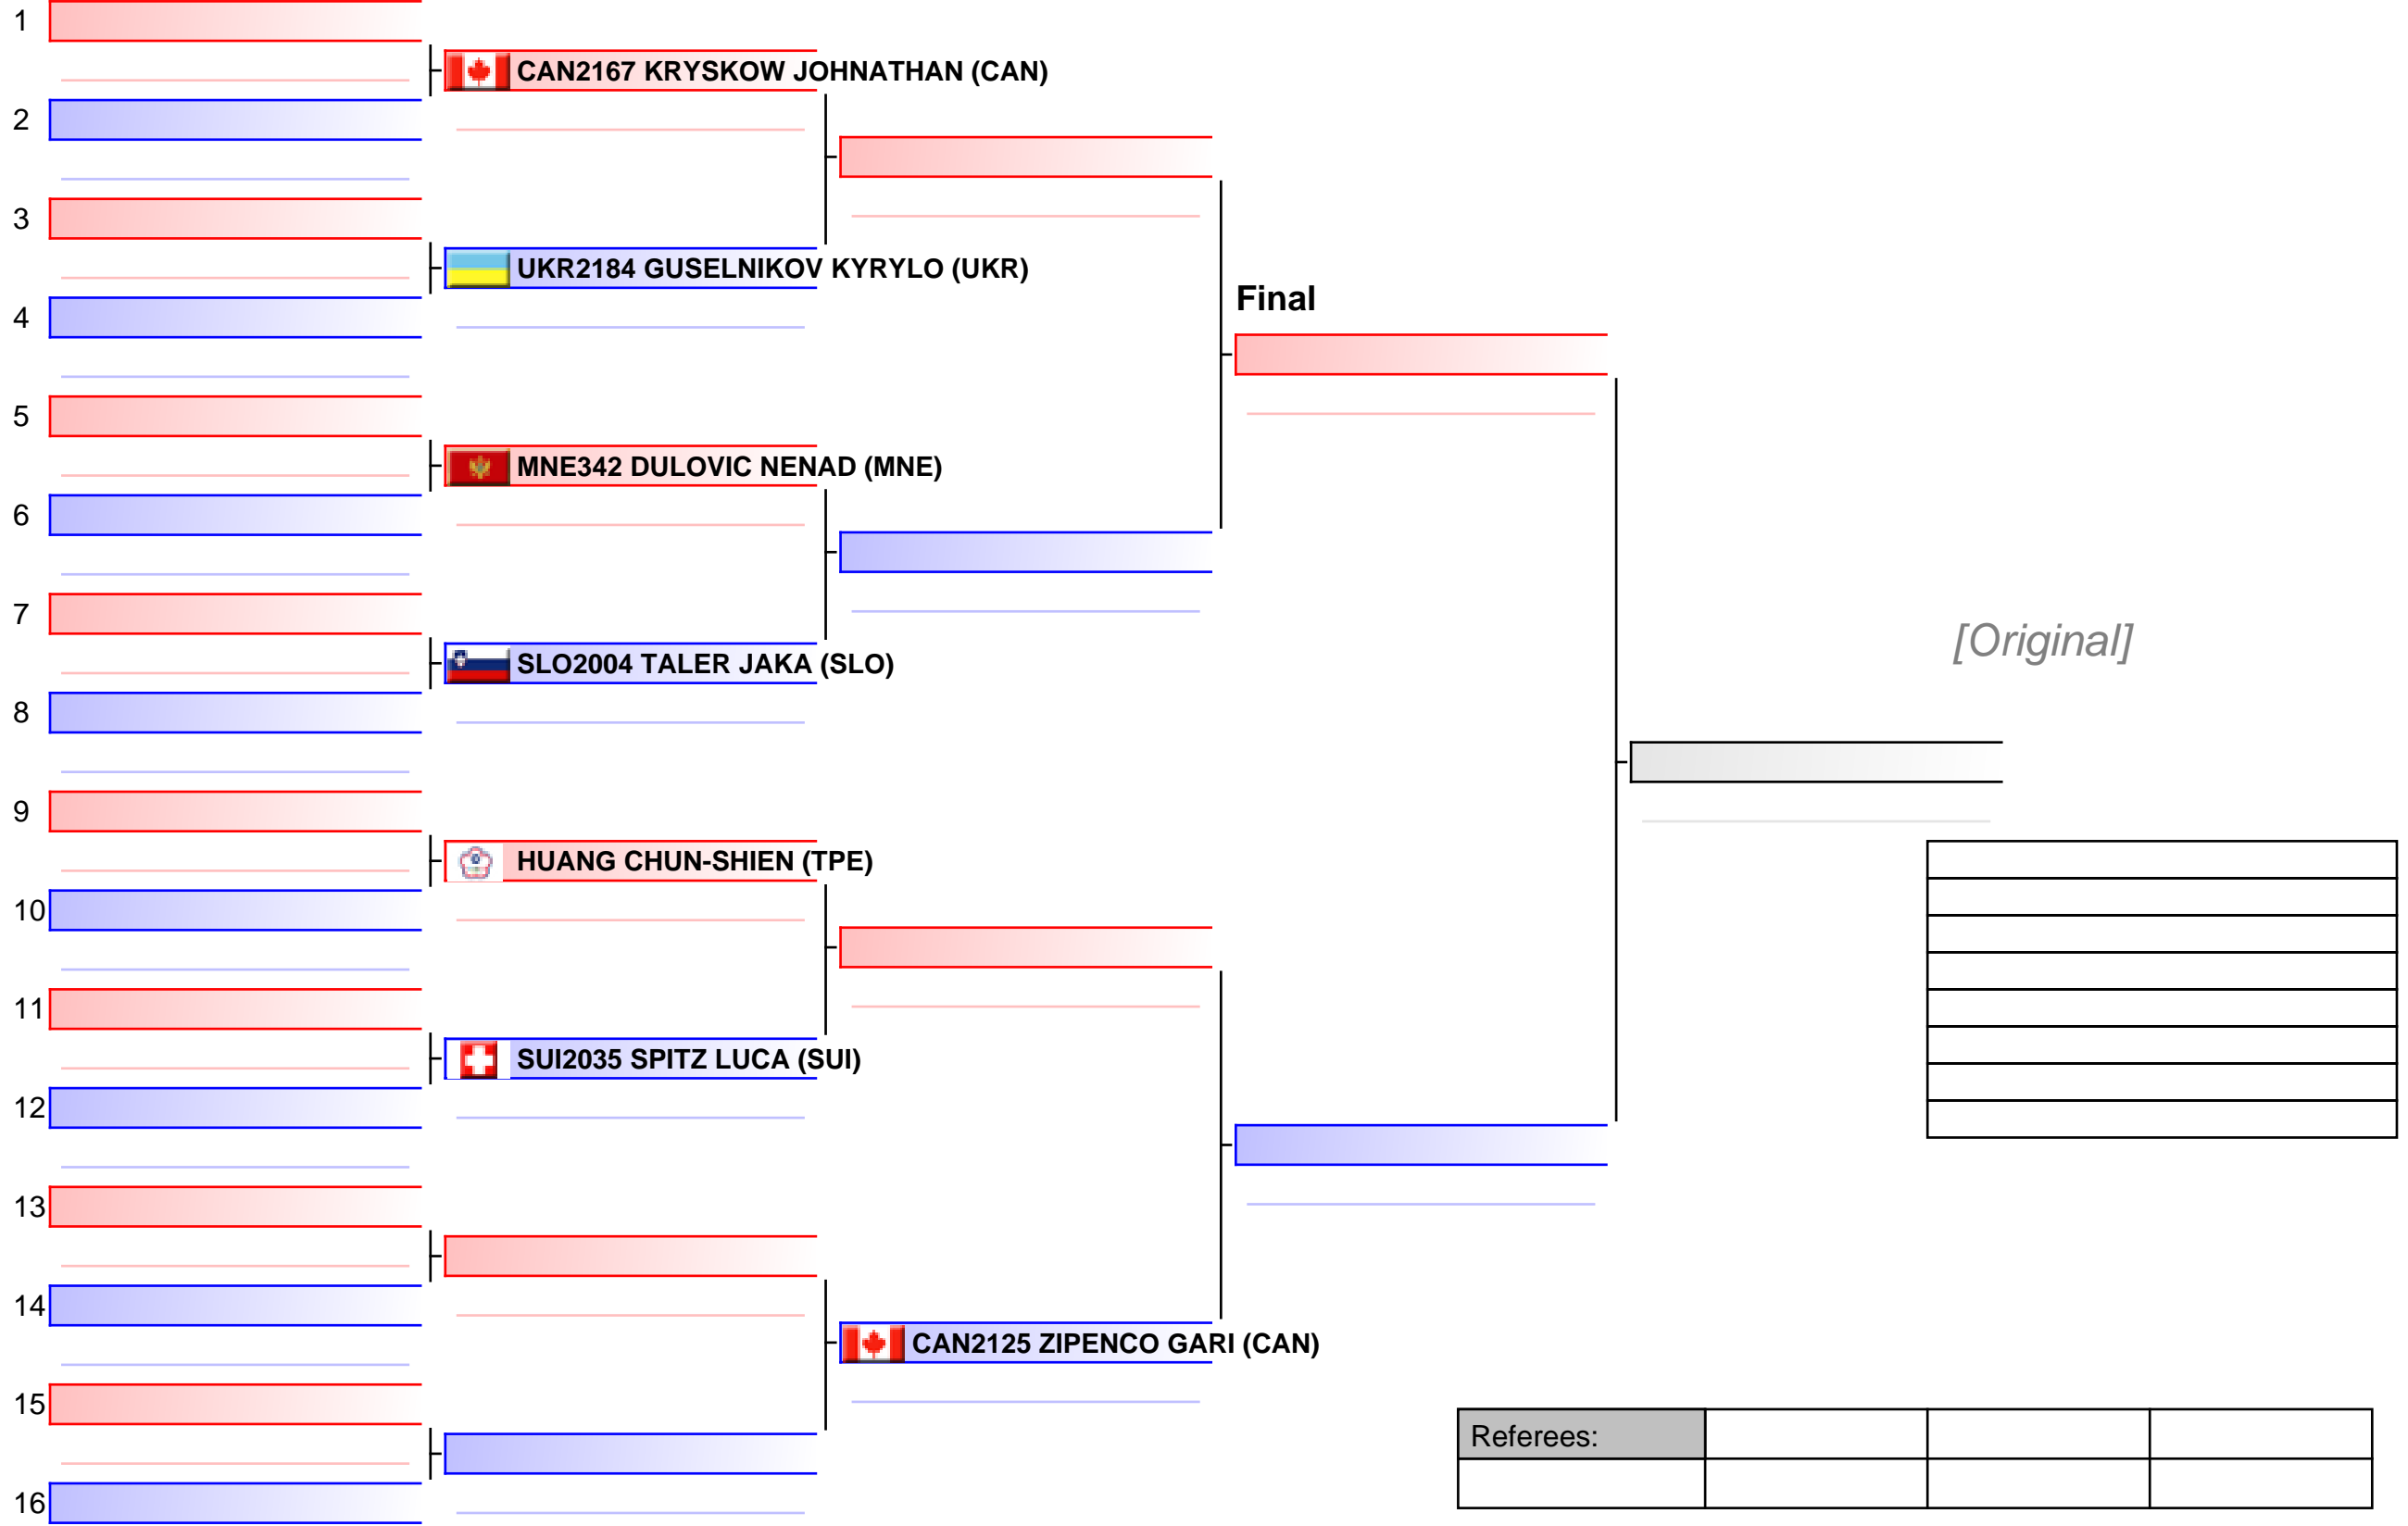 1
CAN2167 KRYSKOW JOHNATHAN (CAN)
2
3
UKR2184 GUSELNIKOV KYRYLO (UKR)
4
Final
5
MNE342 DULOVIC NENAD (MNE)
6
7
[Original]
SLO2004 TALER JAKA (SLO)
8
9
HUANG CHUN-SHIEN (TPE)
10
11
SUI2035 SPITZ LUCA (SUI)
12
13
14
CAN2125 ZIPENCO GARI (CAN)
15
Referees:
16